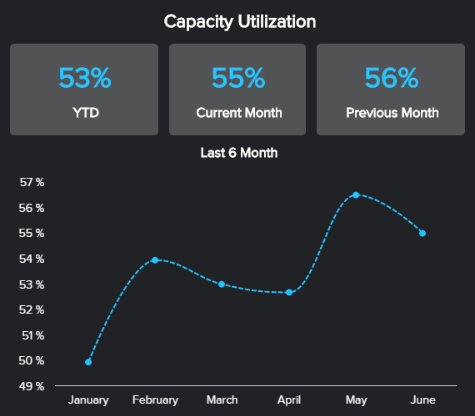 Capacity Utilization
53% 55% 56%
YTD Current Month Previous Month
Last 6 Month
57 %
56 %
55 %
54 %
53 %
52 %
51 %
50 %
49 %
January February March April May June